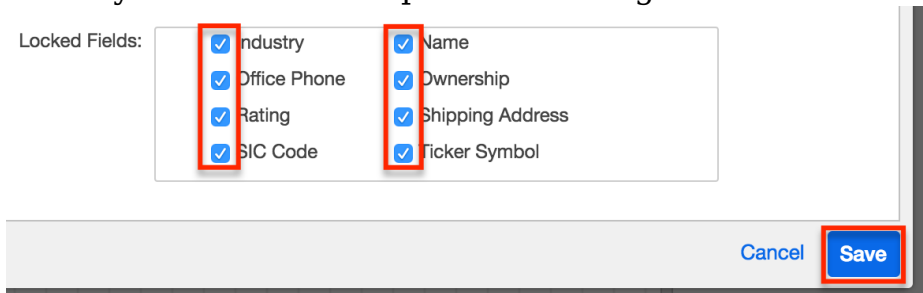 Locked Fields: Industry Name
Office Phone Ownership
Rating Shipping Address
SIC Code Ticker Symbol
Cancel Save